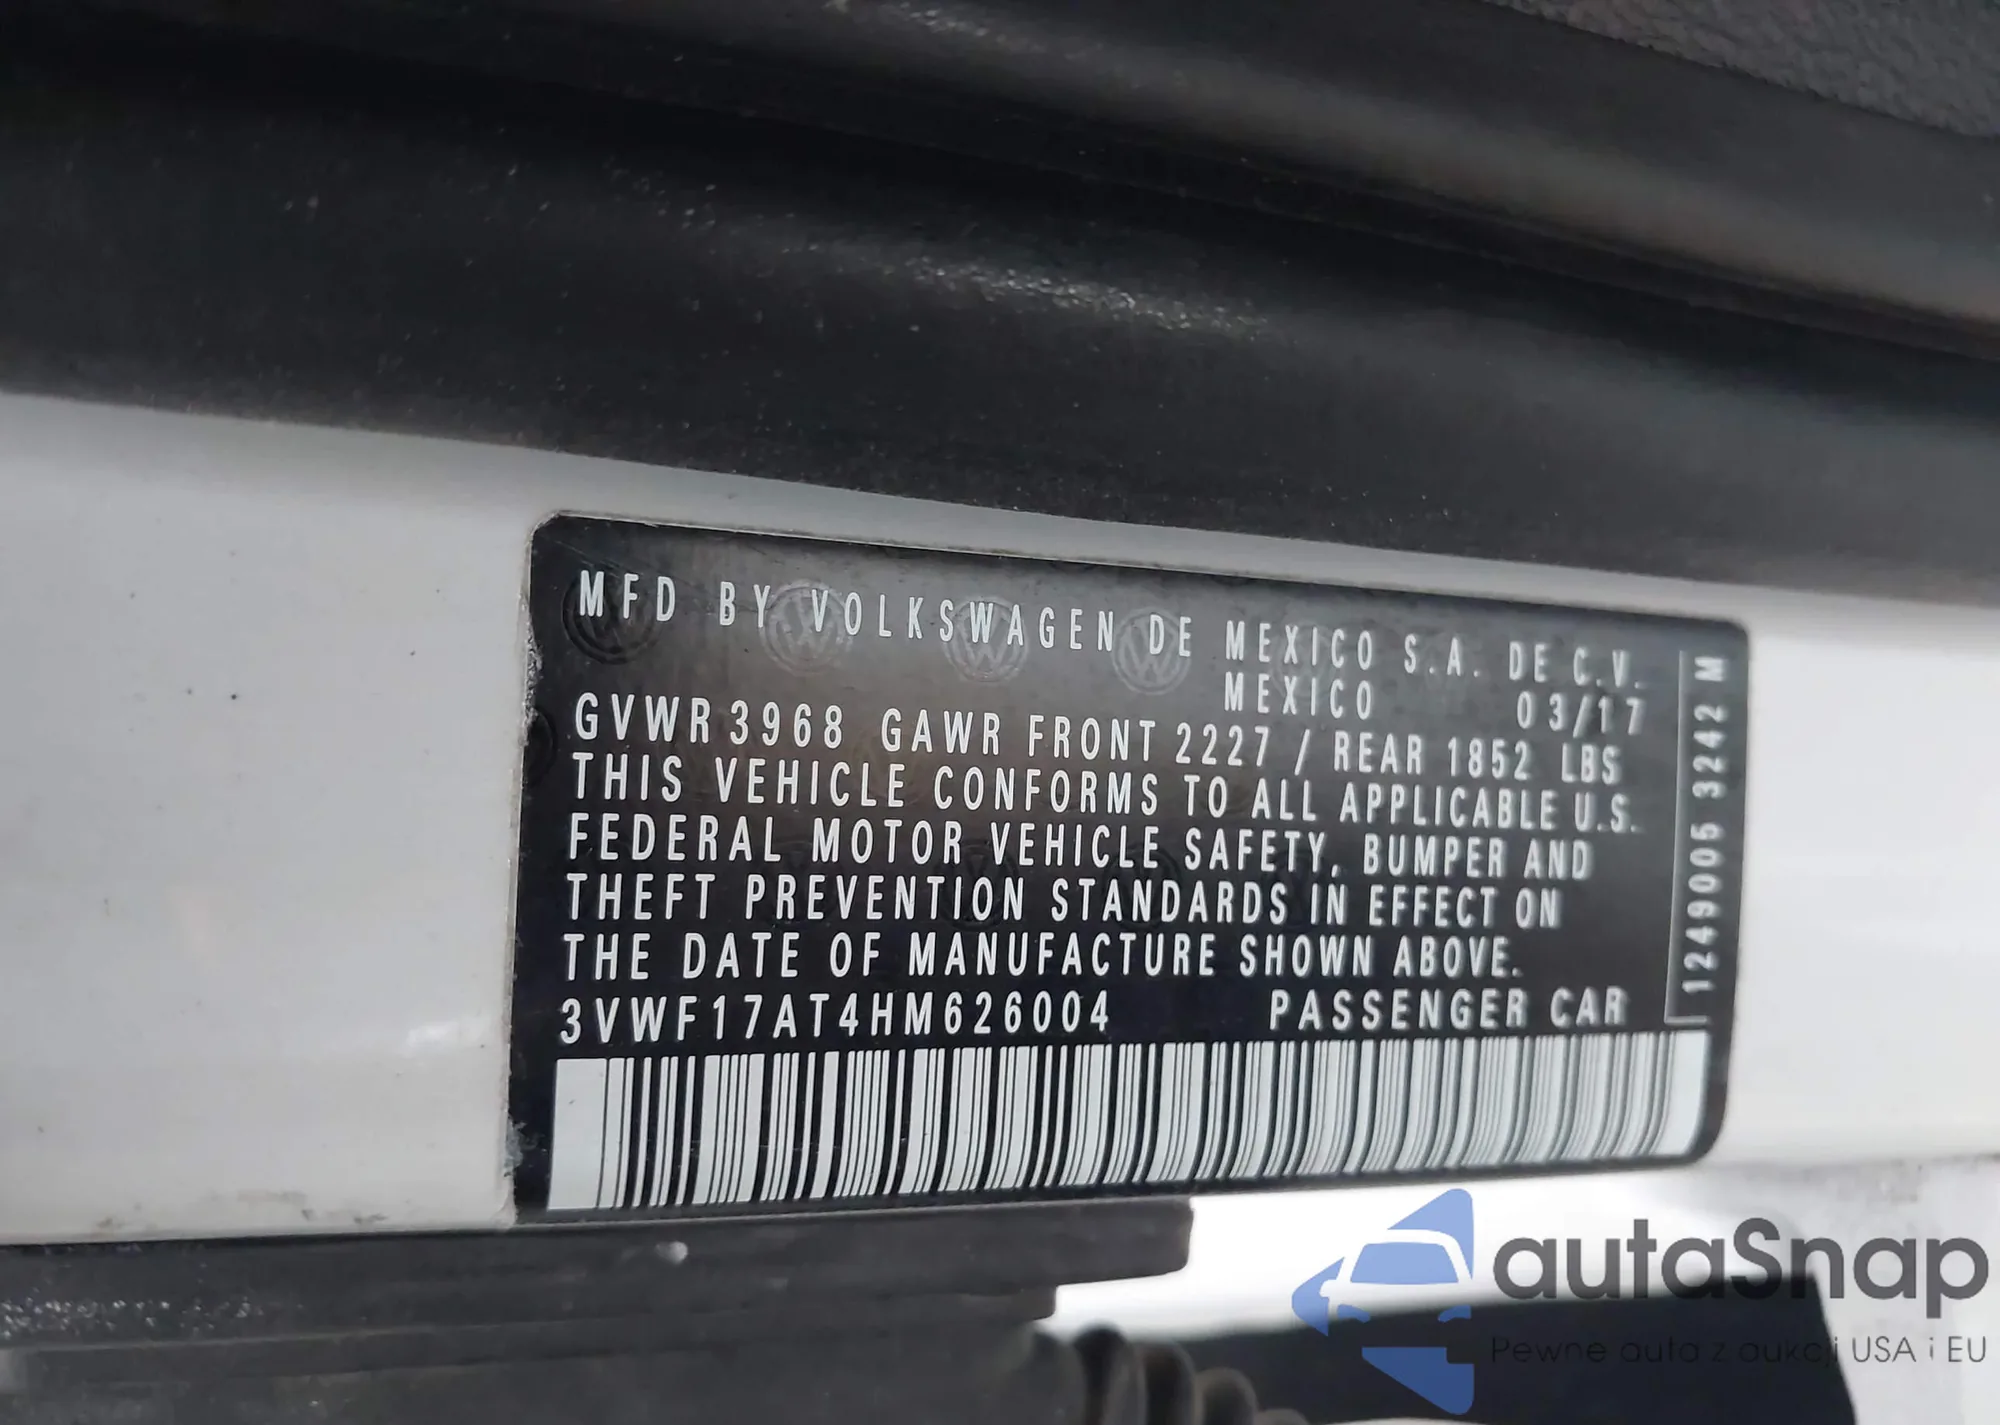 MFD BY VOLKSWAGEN DE MEXICO S.A. DE C.V.
MEXICO 03/17
GVWR 3968 GAWR FRONT 2227 / REAR 1852 LBS
THIS VEHICLE CONFORMS TO ALL APPLICABLE U.S.
FEDERAL MOTOR VEHICLE SAFETY, BUMPER AND
THEFT PREVENTION STANDARDS IN EFFECT ON
THE DATE OF MANUFACTURE SHOWN ABOVE.
3VWF17AT4HM626004 PASSENGER CAR
1249005 3242 M
autaSnap
Pewne auta z aukcji USA i EU